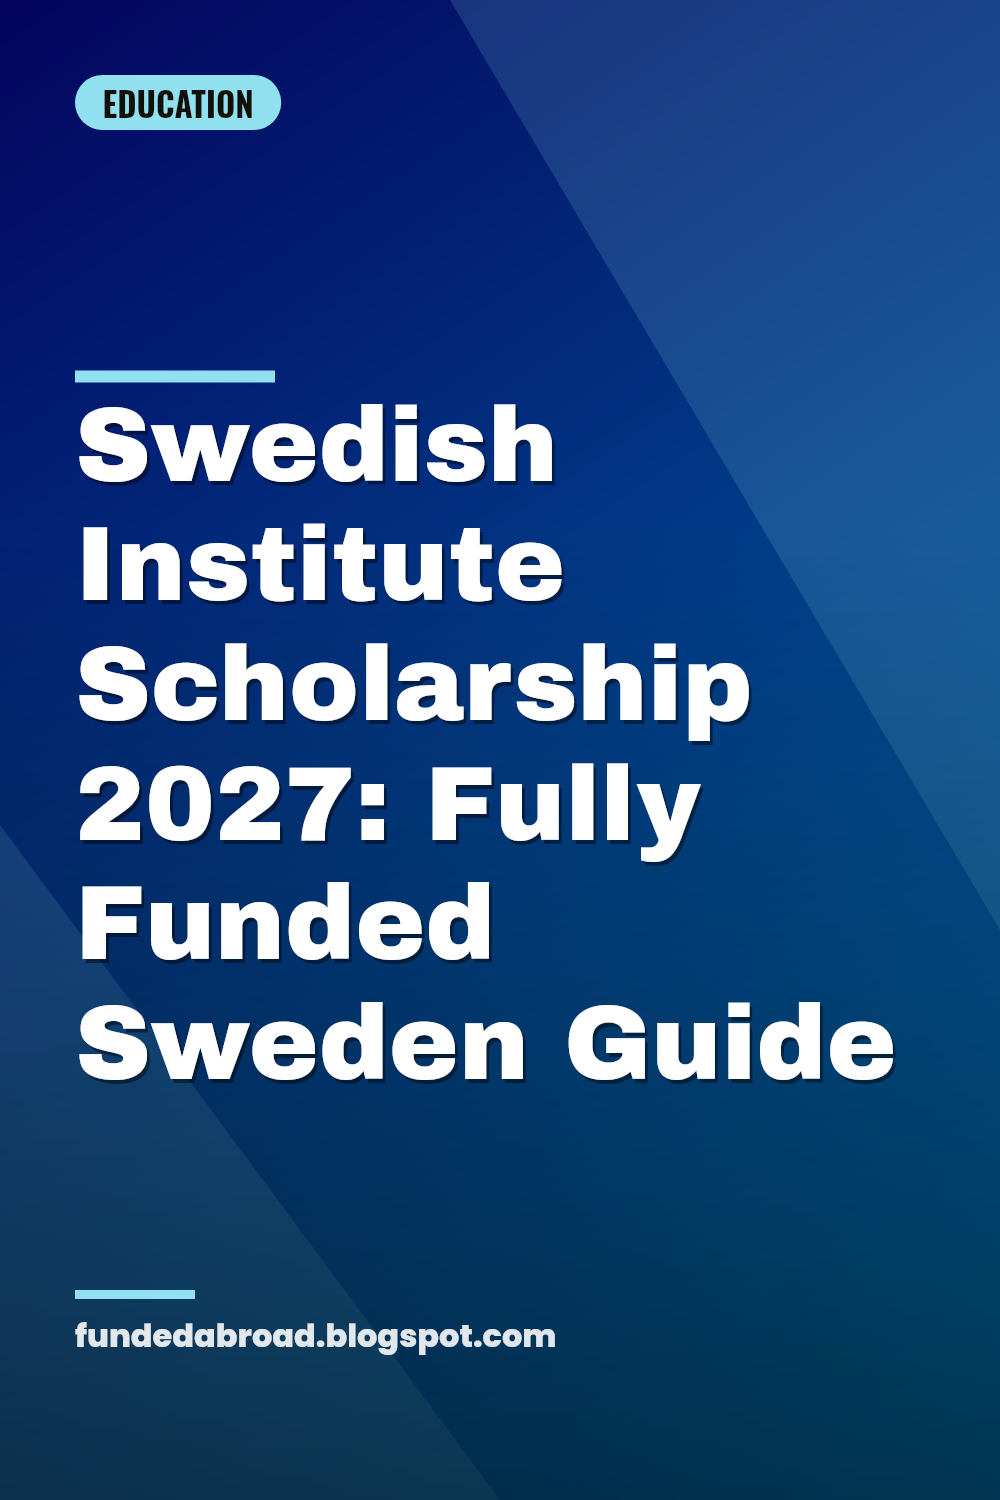 EDUCATION
Swedish
Institute
Scholarship
2027: Fully
Funded
Sweden Guide
fundedabroad.blogspot.com